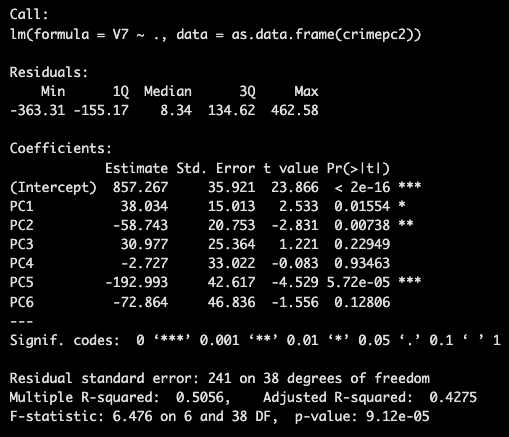 Call:
lm(formula = V7 ~ ., data = as.data.frame(crimepc2))
Residuals:
Min 1Q Median 3Q Max
-363.31 -155.17 8.34 134.62 462.58
Coefficients:
Estimate Std. Error t value Pr(>|t|)
(Intercept) 857.267 35.921 23.866 < 2e-16 ***
PC1 38.034 15.013 2.533 0.01554 *
PC2 -58.743 20.753 -2.831 0.00738 **
PC3 30.977 25.364 1.221 0.22949
PC4 -2.727 33.022 -0.083 0.93463
PC5 -192.993 42.617 -4.529 5.72e-05 ***
PC6 -72.864 46.836 -1.556 0.12806
---
Signif. codes: 0 ‘***’ 0.001 ‘**’ 0.01 ‘*’ 0.05 ‘.’ 0.1 ‘ ’ 1
Residual standard error: 241 on 38 degrees of freedom
Multiple R-squared: 0.5056, Adjusted R-squared: 0.4275
F-statistic: 6.476 on 6 and 38 DF, p-value: 9.12e-05